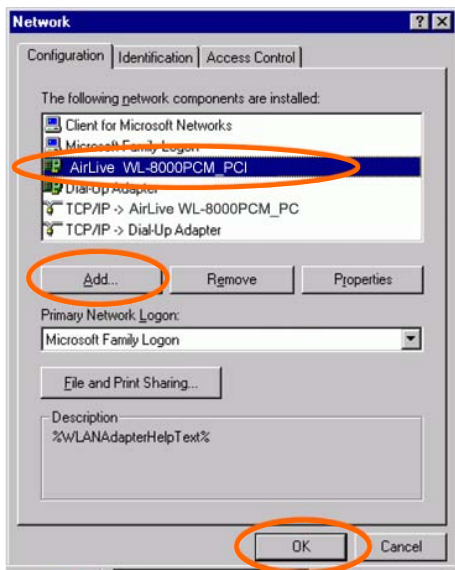 Network
Configuration Identification Access Control
The following network components are installed:
Client for Microsoft Networks
Microsoft Family Logon
AirLive WL-8000PCM_PCI
Dial-Up Adapter
TCP/IP -> AirLive WL-8000PCM_PC
TCP/IP -> Dial-Up Adapter
Add... Remove Properties
Primary Network Logon:
Microsoft Family Logon
File and Print Sharing...
Description
%WLANAdapterHelpText%
OK Cancel